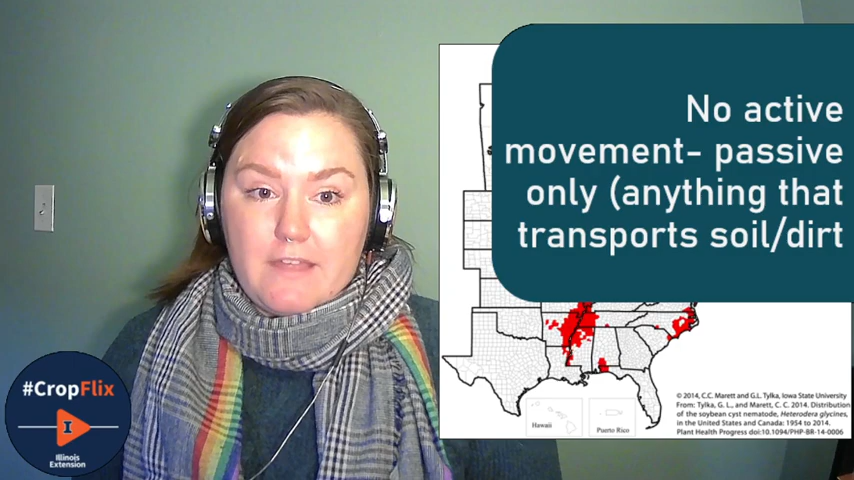 No active
movement- passive
only (anything that
transports soil/dirt
© 2014, C.C. Marett and G.L. Tylka, Iowa State University
From: Tylka, G. L., and Marett, C. C. 2014. Distribution
of the soybean cyst nematode, Heterodera glycines,
in the United States and Canada: 1954 to 2014.
Plant Health Progress doi:10.1094/PHP-BR-14-0006
Hawaii
Puerto Rico
#CropFlix
I
Illinois
Extension